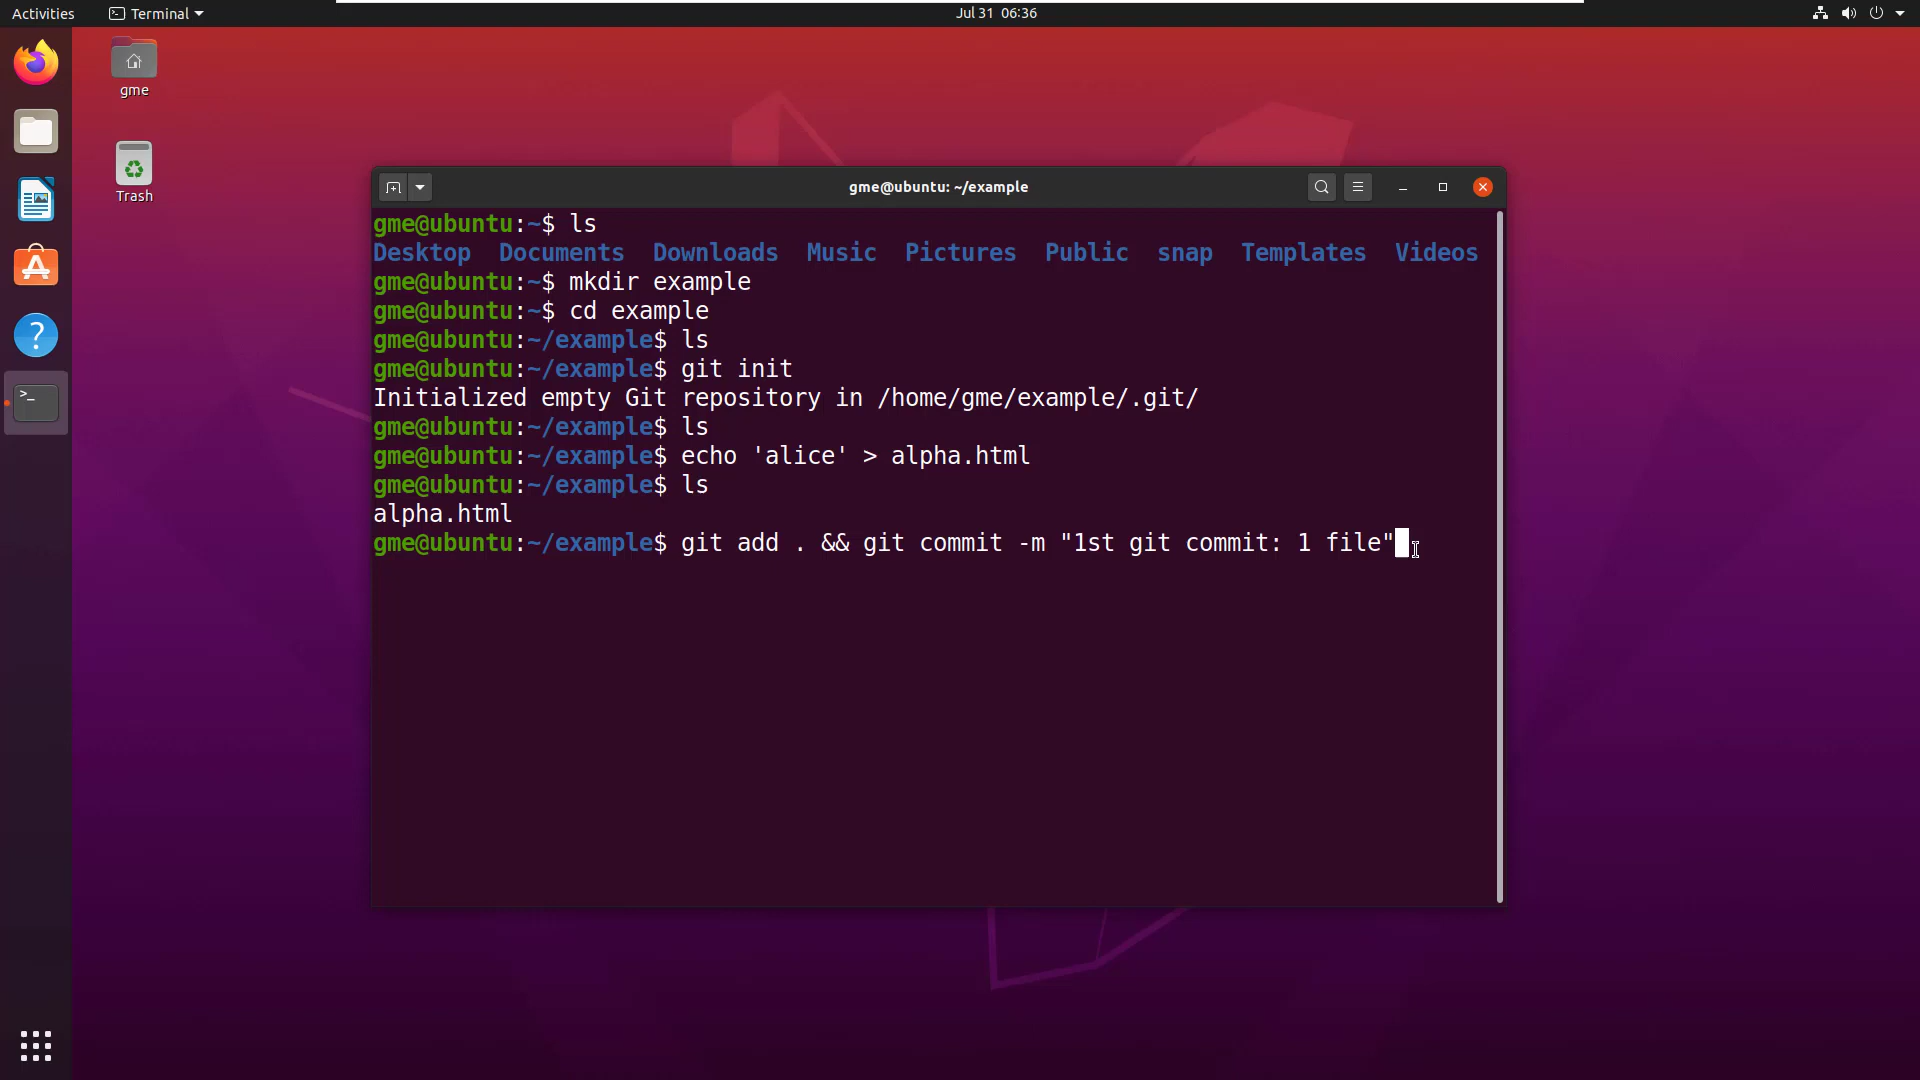 Activities Terminal Jul 31 06:36
gme
Trash
gme@ubuntu: ~/example
gme@ubuntu:~$ ls
Desktop Documents Downloads Music Pictures Public snap Templates Videos
gme@ubuntu:~$ mkdir example
gme@ubuntu:~$ cd example
gme@ubuntu:~/example$ ls
gme@ubuntu:~/example$ git init
Initialized empty Git repository in /home/gme/example/.git/
gme@ubuntu:~/example$ ls
gme@ubuntu:~/example$ echo 'alice' > alpha.html
gme@ubuntu:~/example$ ls
alpha.html
gme@ubuntu:~/example$ git add . && git commit -m "1st git commit: 1 file"